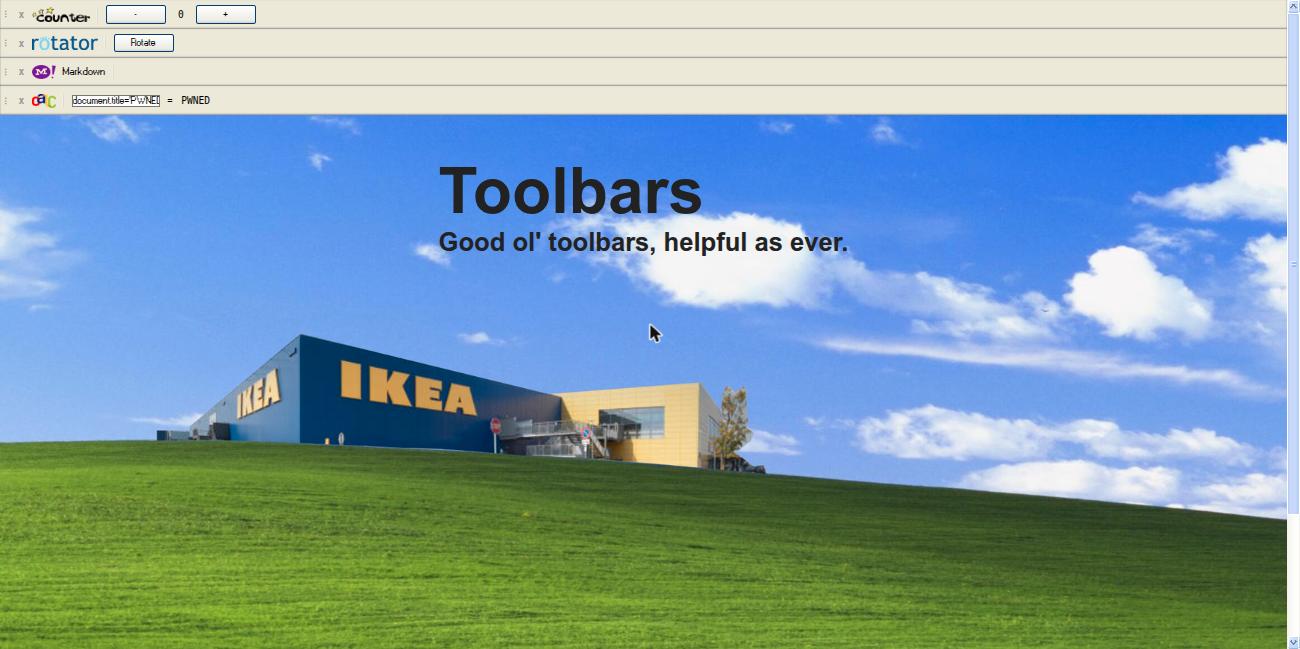 x counter - 0 +
x rotator Rotate
x M! Markdown
x calc document.title='PWNED = PWNED
Toolbars
Good ol' toolbars, helpful as ever.
IKEA IKEA